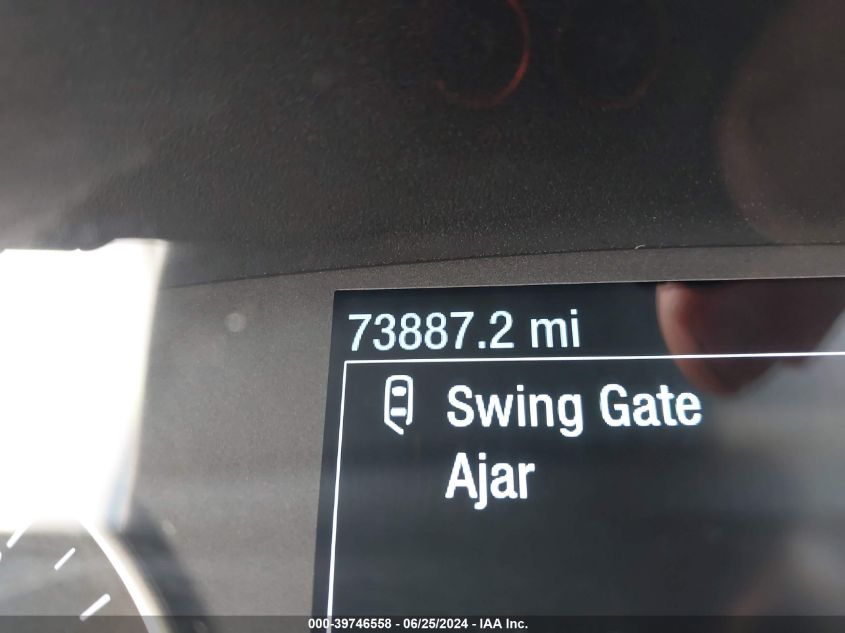 73887.2 mi
Swing Gate
Ajar
000-39746558 - 06/25/2024 - IAA Inc.